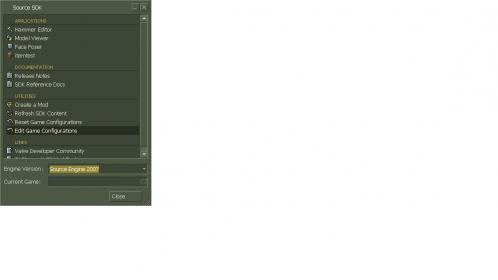 Source SDK
APPLICATIONS
Hammer Editor
Model Viewer
Face Poser
itemtest
DOCUMENTATION
Release Notes
SDK Reference Docs
UTILITIES
Create a Mod
Refresh SDK Content
Reset Game Configurations
Edit Game Configurations
LINKS
Valve Developer Community
Engine Version: Source Engine 2007
Current Game:
Close